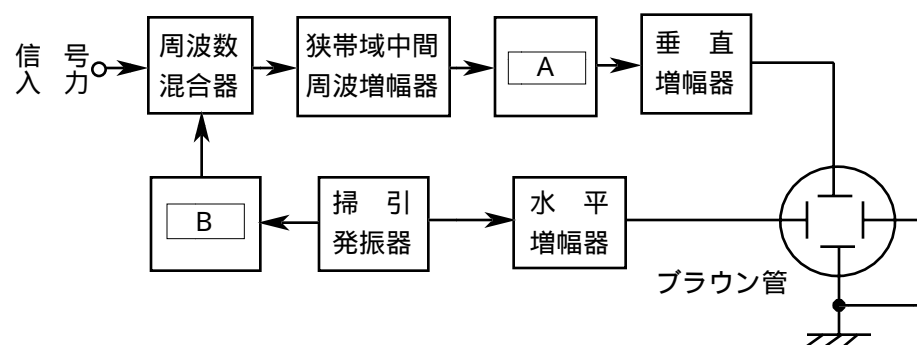 信 号
入 力
周波数
混合器
狭帯域中間
周波増幅器
A
垂 直
増幅器
B
掃 引
発振器
水 平
増幅器
ブラウン管